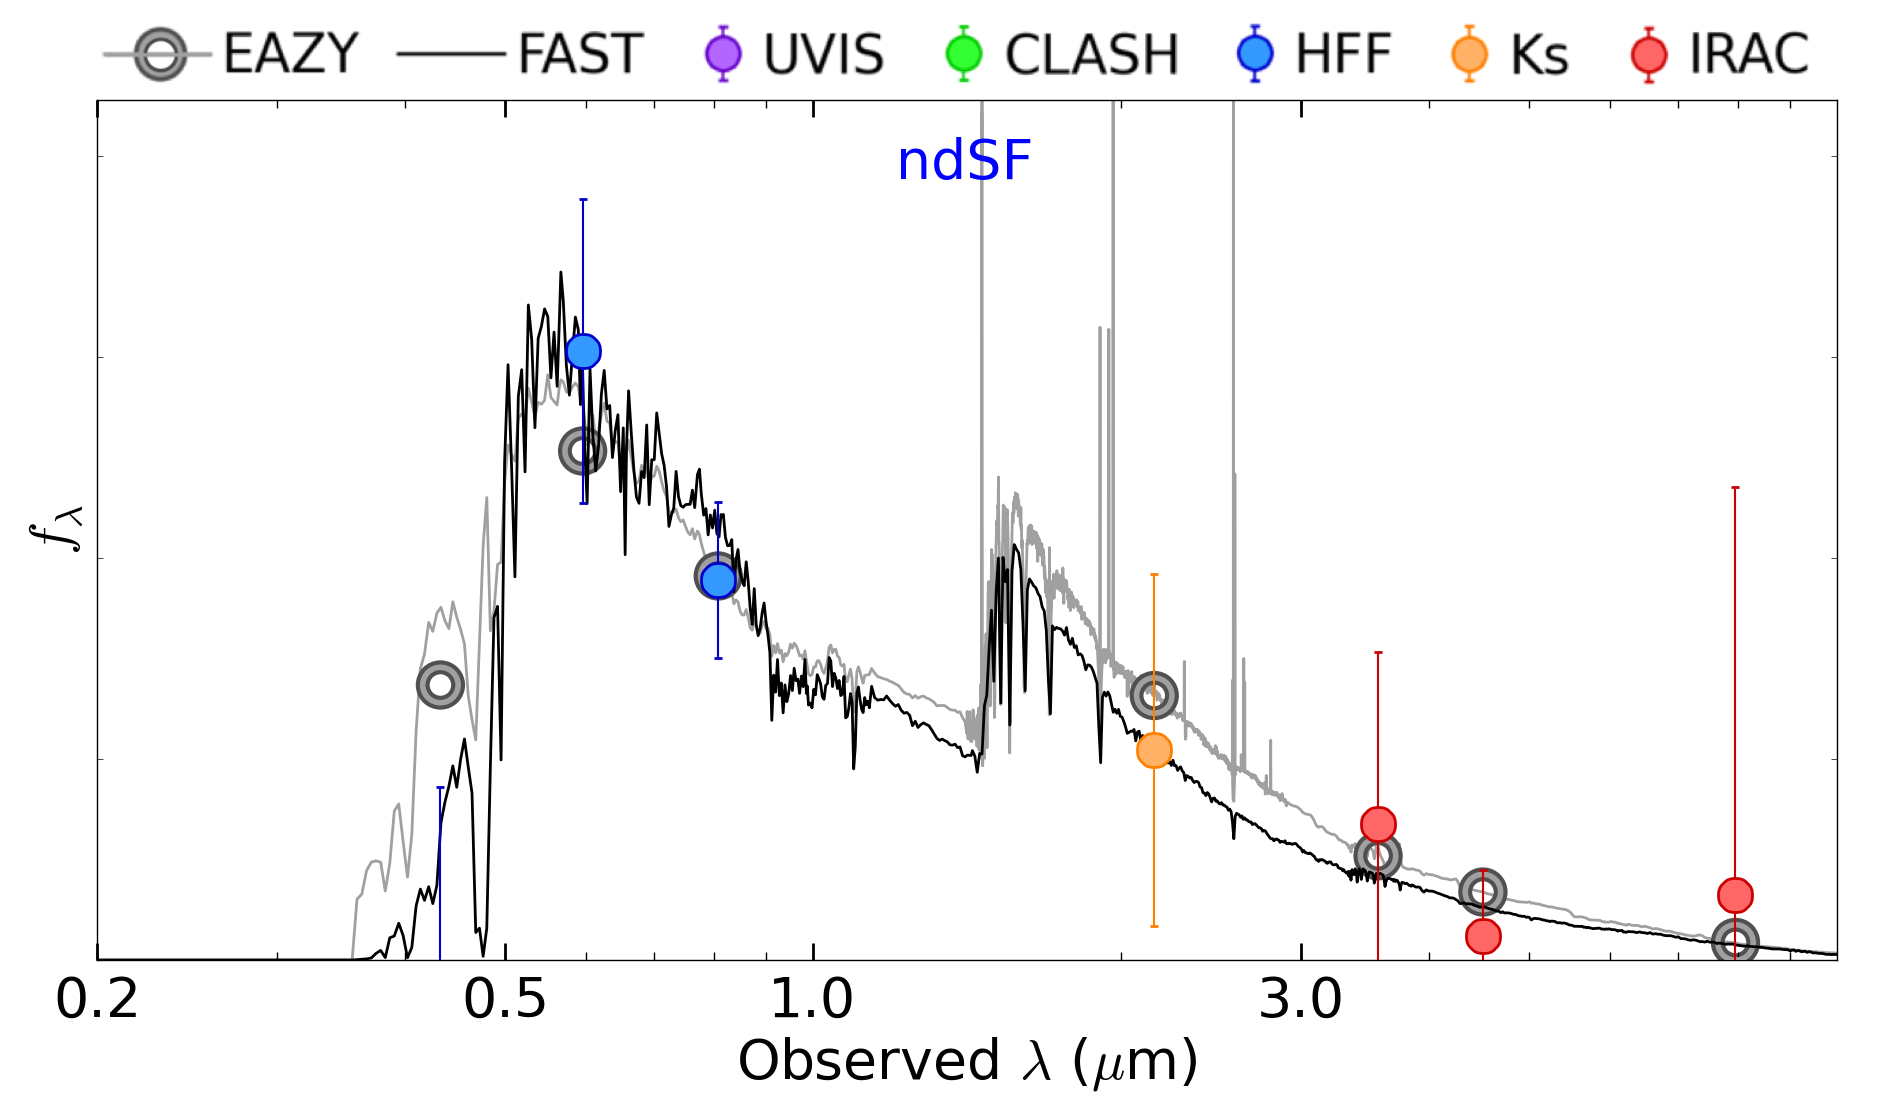 EAZY FAST UVIS CLASH HFF Ks IRAC
ndSF
f_λ
0.2 0.5 1.0 3.0
Observed λ (μm)